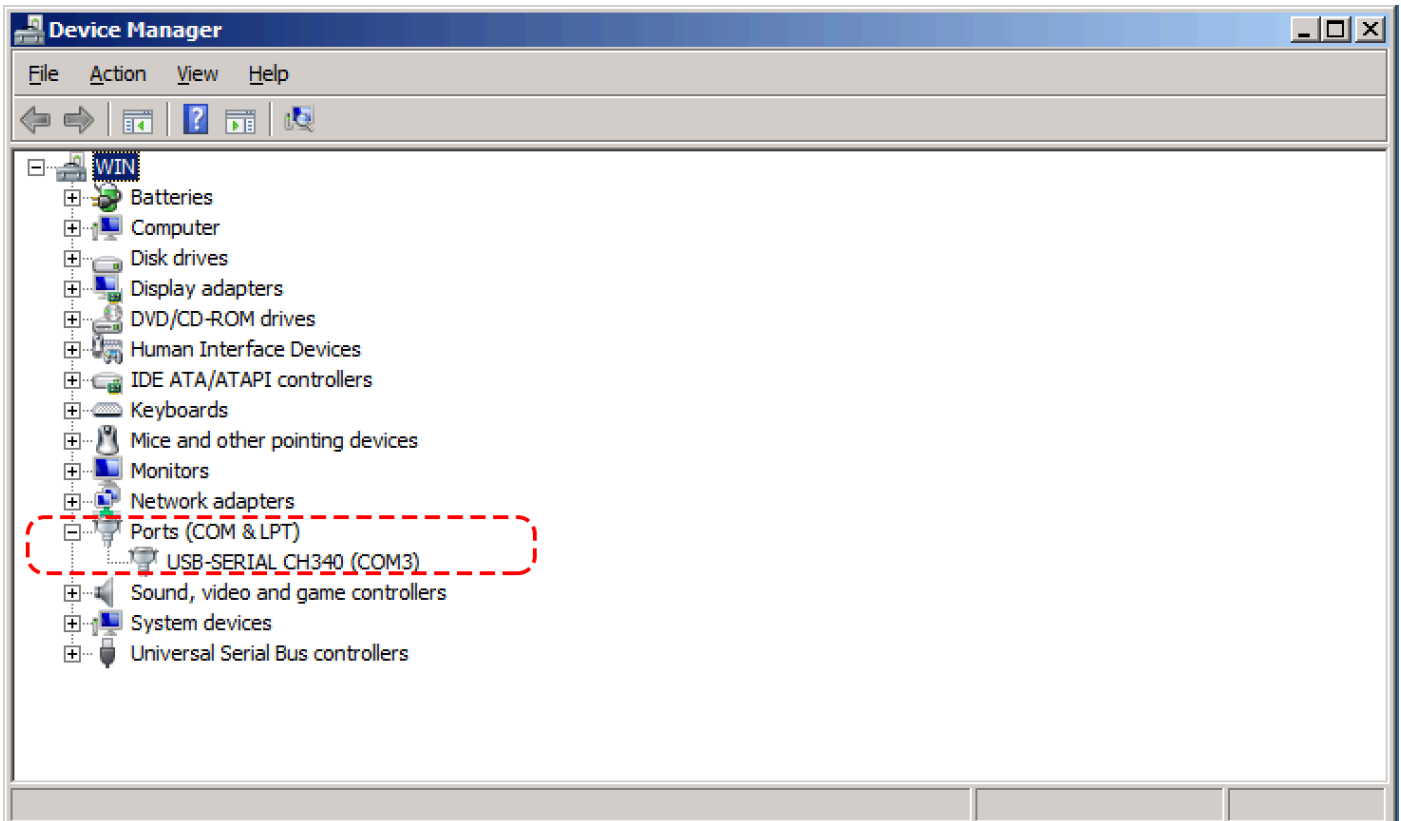 Device Manager
File Action View Help
WIN
Batteries
Computer
Disk drives
Display adapters
DVD/CD-ROM drives
Human Interface Devices
IDE ATA/ATAPI controllers
Keyboards
Mice and other pointing devices
Monitors
Network adapters
Ports (COM & LPT)
USB-SERIAL CH340 (COM3)
Sound, video and game controllers
System devices
Universal Serial Bus controllers